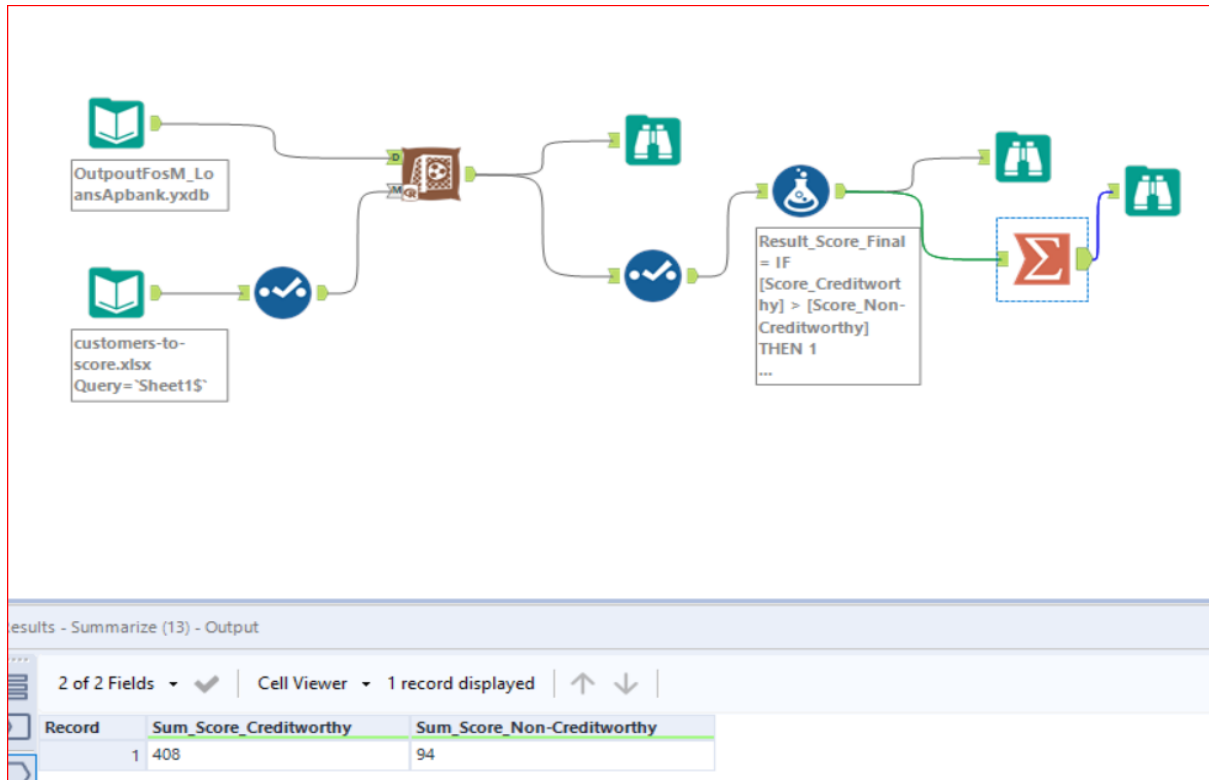 OutpoutFosM_Lo
ansApbank.yxdb
D
M
R
customers-to-
score.xlsx
Query=`Sheet1$`
Result_Score_Final
= IF
[Score_Creditwort
hy] > [Score_Non-
Creditworthy]
THEN 1
...
esults - Summarize (13) - Output
2 of 2 Fields
Cell Viewer
1 record displayed
Record Sum_Score_Creditworthy Sum_Score_Non-Creditworthy
1 408 94